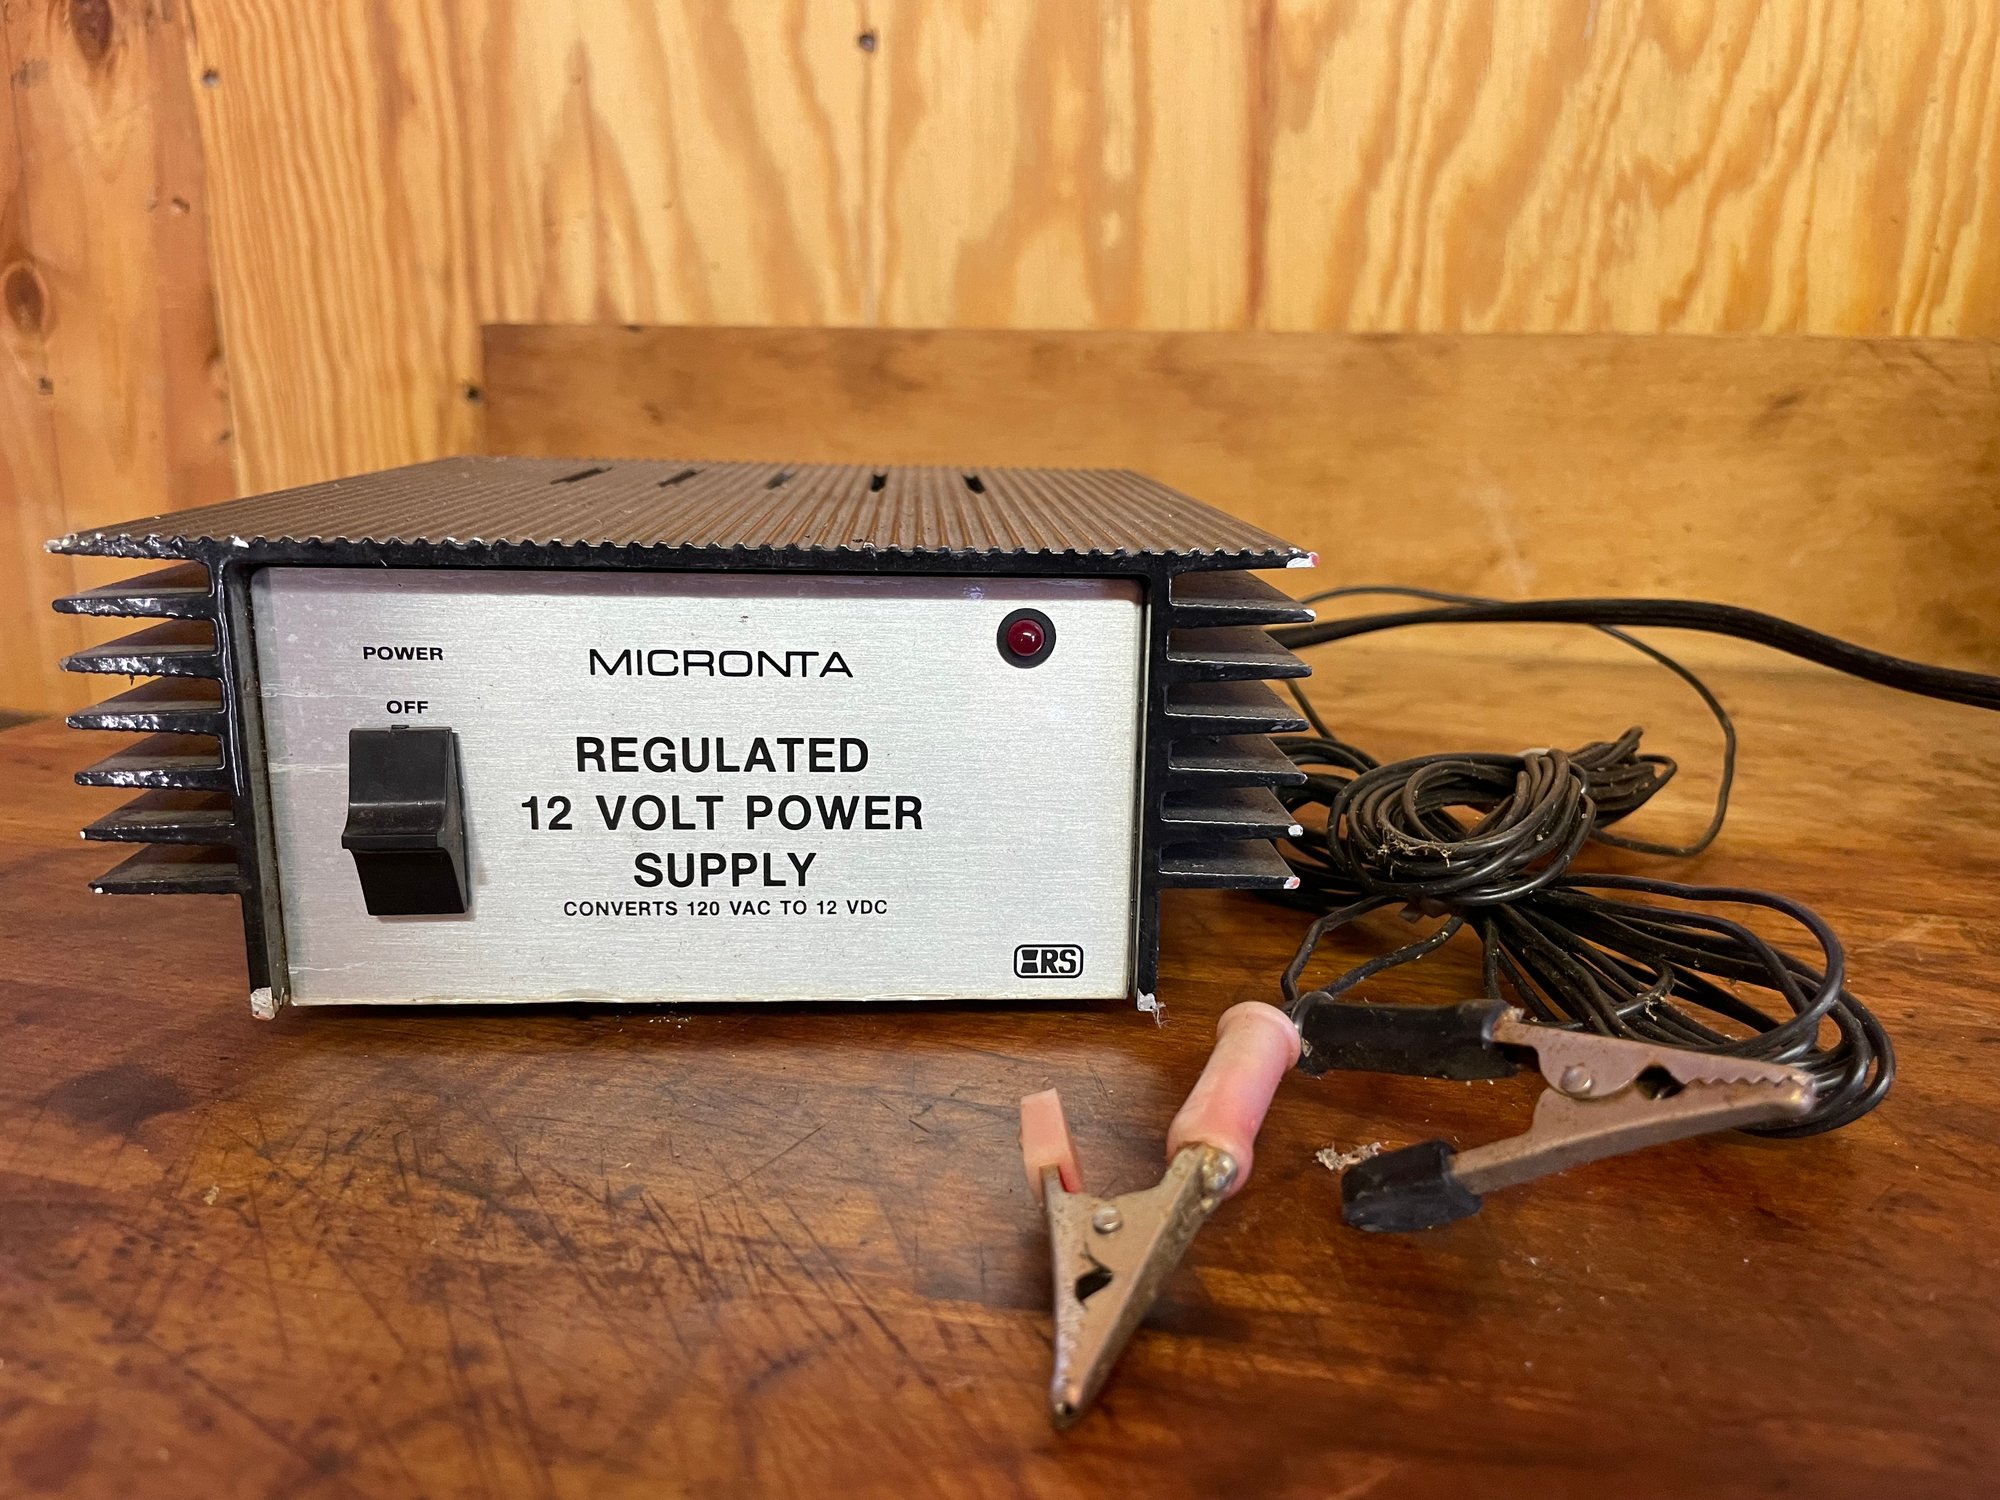 POWER
OFF
MICRONTA
REGULATED
12 VOLT POWER
SUPPLY
CONVERTS 120 VAC TO 12 VDC
RS